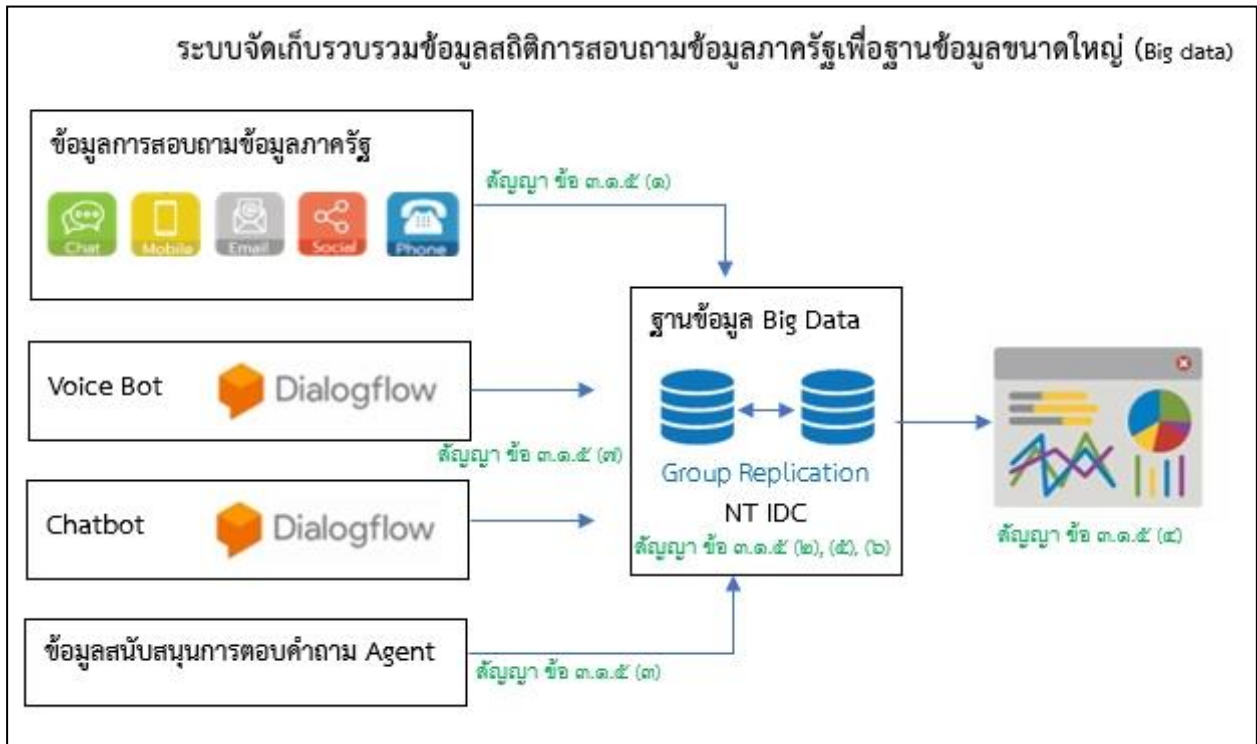 ระบบจัดเก็บรวบรวมข้อมูลสถิติการสอบถามข้อมูลภาครัฐเพื่อฐานข้อมูลขนาดใหญ่ (Big data)
ข้อมูลการสอบถามข้อมูลภาครัฐ
Chat
Mobile
Email
Social
Phone
สัญญา ข้อ ๓.๑.๕ (๑)
Voice Bot
Dialogflow
สัญญา ข้อ ๓.๑.๕ (๗)
Chatbot
Dialogflow
ข้อมูลสนับสนุนการตอบคำถาม Agent
สัญญา ข้อ ๓.๑.๕ (๓)
ฐานข้อมูล Big Data
Group Replication
NT IDC
สัญญา ข้อ ๓.๑.๕ (๒), (๕), (๖)
สัญญา ข้อ ๓.๑.๕ (๔)